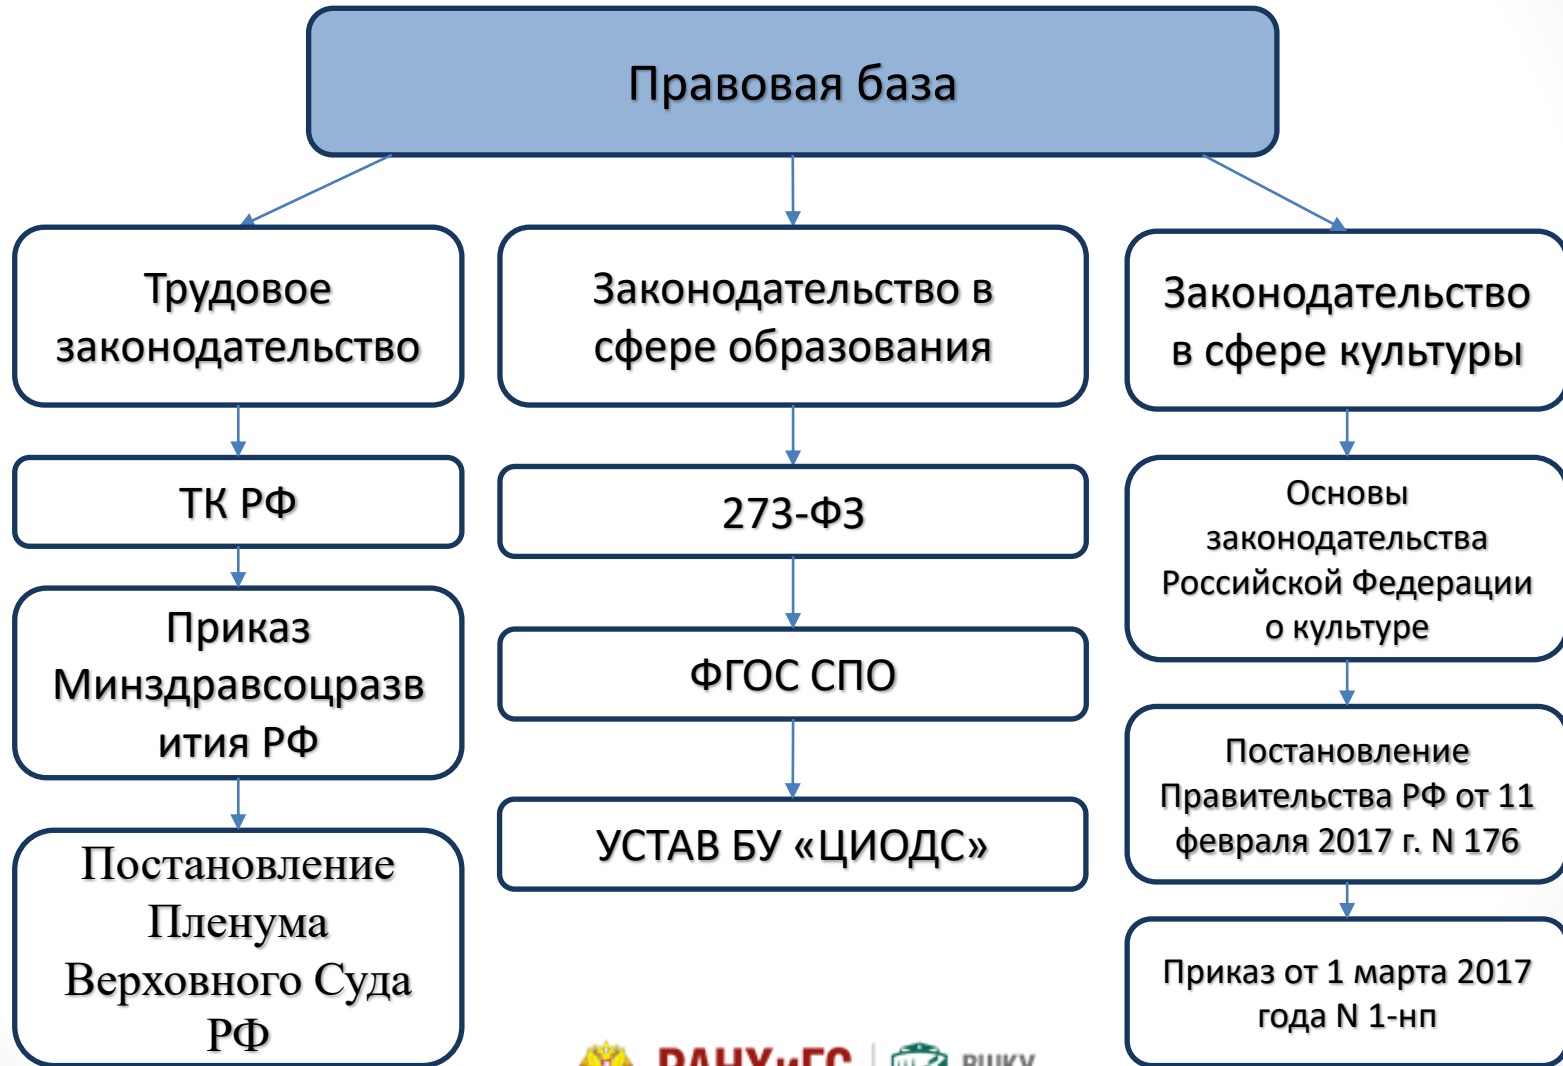 Правовая база
Трудовое
законодательство
ТК РФ
Приказ
Минздравсоцразв
ития РФ
Постановление
Пленума
Верховного Суда
РФ
Законодательство в
сфере образования
273-ФЗ
ФГОС СПО
УСТАВ БУ «ЦИОДС»
Законодательство
в сфере культуры
Основы
законодательства
Российской Федерации
о культуре
Постановление
Правительства РФ от 11
февраля 2017 г. N 176
Приказ от 1 марта 2017
года N 1-нп
РАНХиГС
ВШКУ